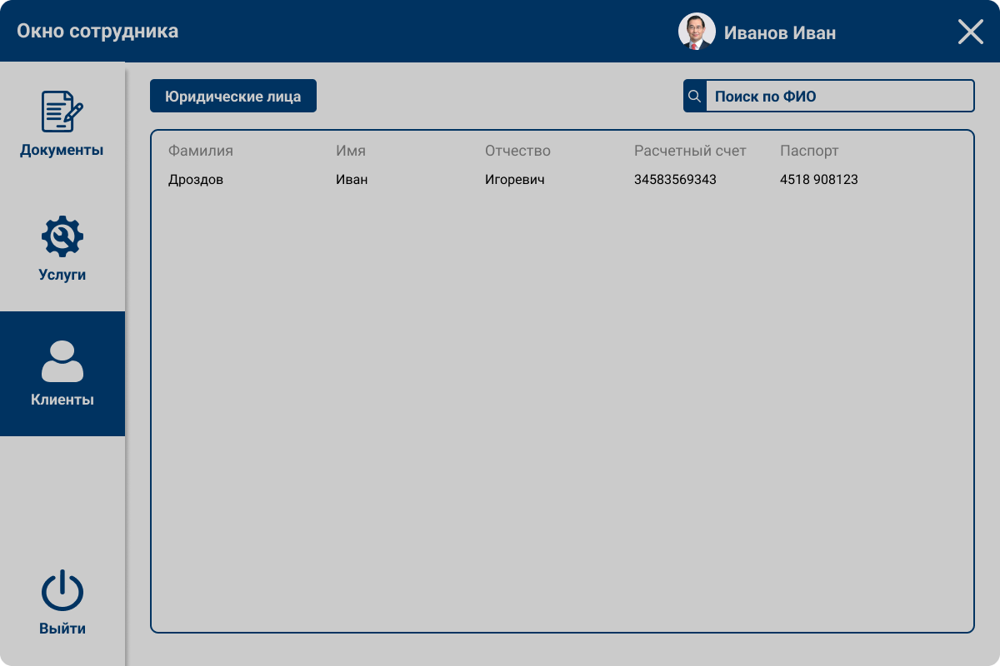 Окно сотрудника
Иванов Иван
Документы
Услуги
Клиенты
Выйти
Юридические лица
Поиск по ФИО
Фамилия Имя Отчество Расчетный счет Паспорт
Дроздов Иван Игоревич 34583569343 4518 908123